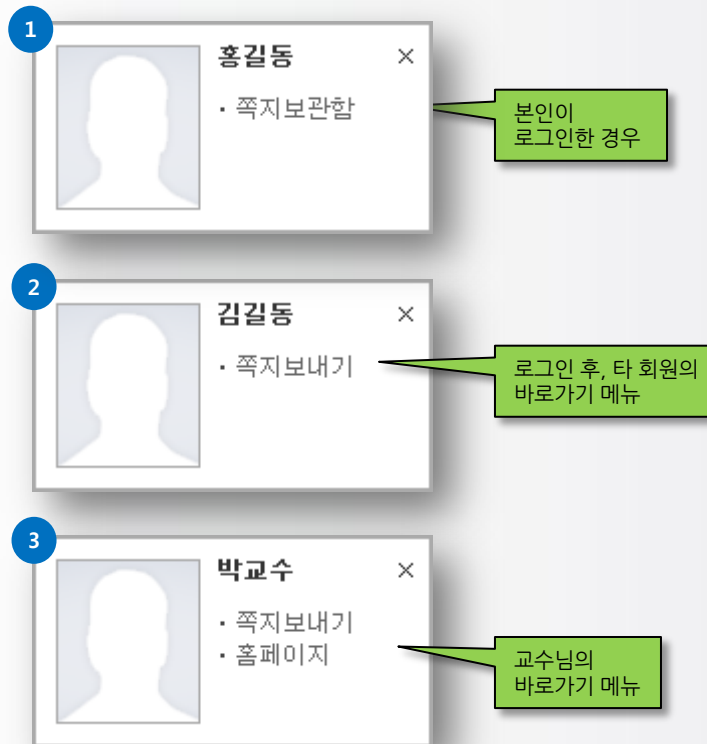 1
홍길동 ×
· 쪽지보관함
본인이
로그인한 경우
2
김길동 ×
· 쪽지보내기
로그인 후, 타 회원의
바로가기 메뉴
3
박교수 ×
· 쪽지보내기
· 홈페이지
교수님의
바로가기 메뉴